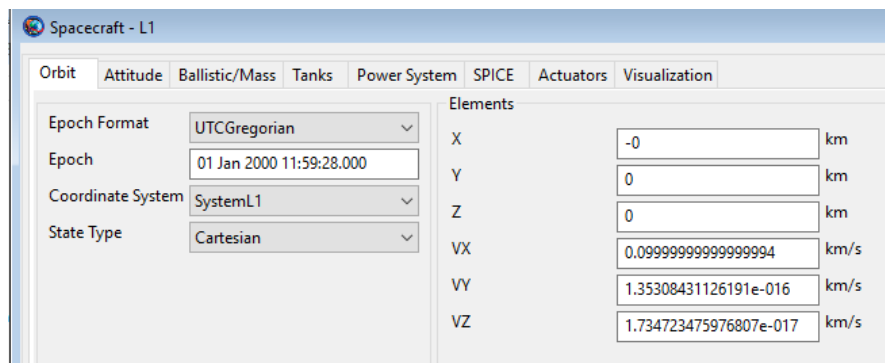 Spacecraft - L1
Orbit Attitude Ballistic/Mass Tanks Power System SPICE Actuators Visualization
Epoch Format UTCGregorian
Epoch 01 Jan 2000 11:59:28.000
Coordinate System SystemL1
State Type Cartesian
Elements
X -0 km
Y 0 km
Z 0 km
VX 0.09999999999999994 km/s
VY 1.35308431126191e-016 km/s
VZ 1.734723475976807e-017 km/s